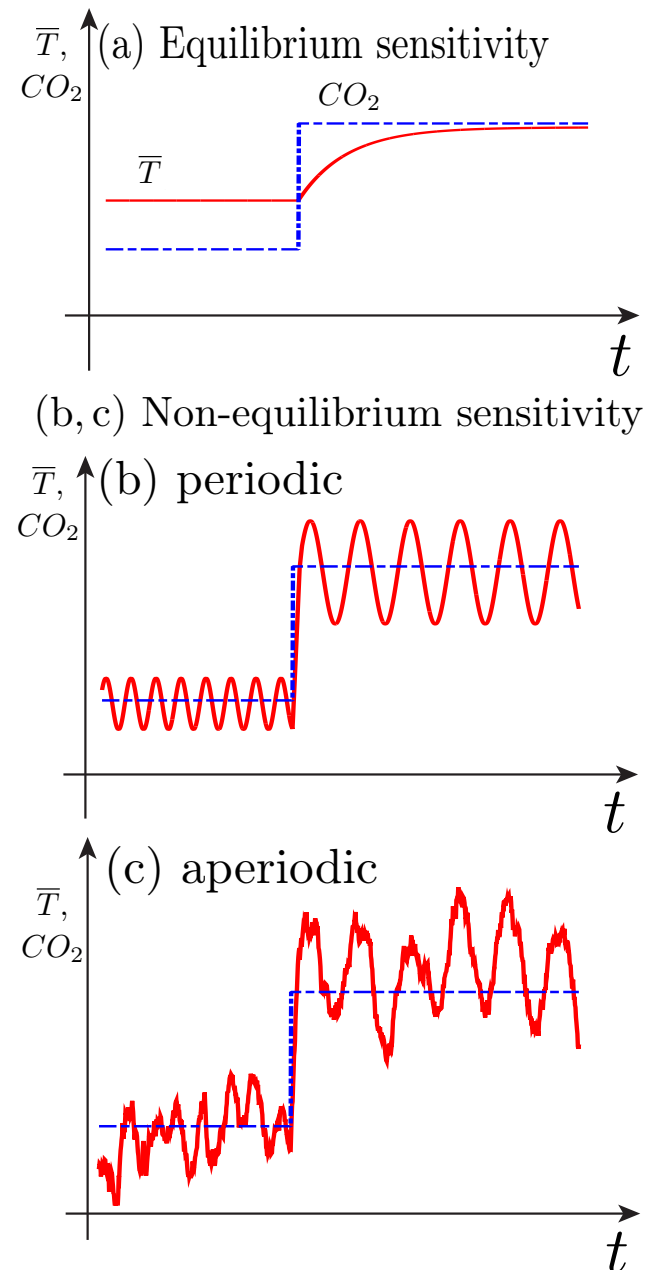 T̅, (a) Equilibrium sensitivity
CO₂
CO₂
T̅
t
(b, c) Non-equilibrium sensitivity
T̅, (b) periodic
CO₂
t
(c) aperiodic
T̅,
CO₂
t